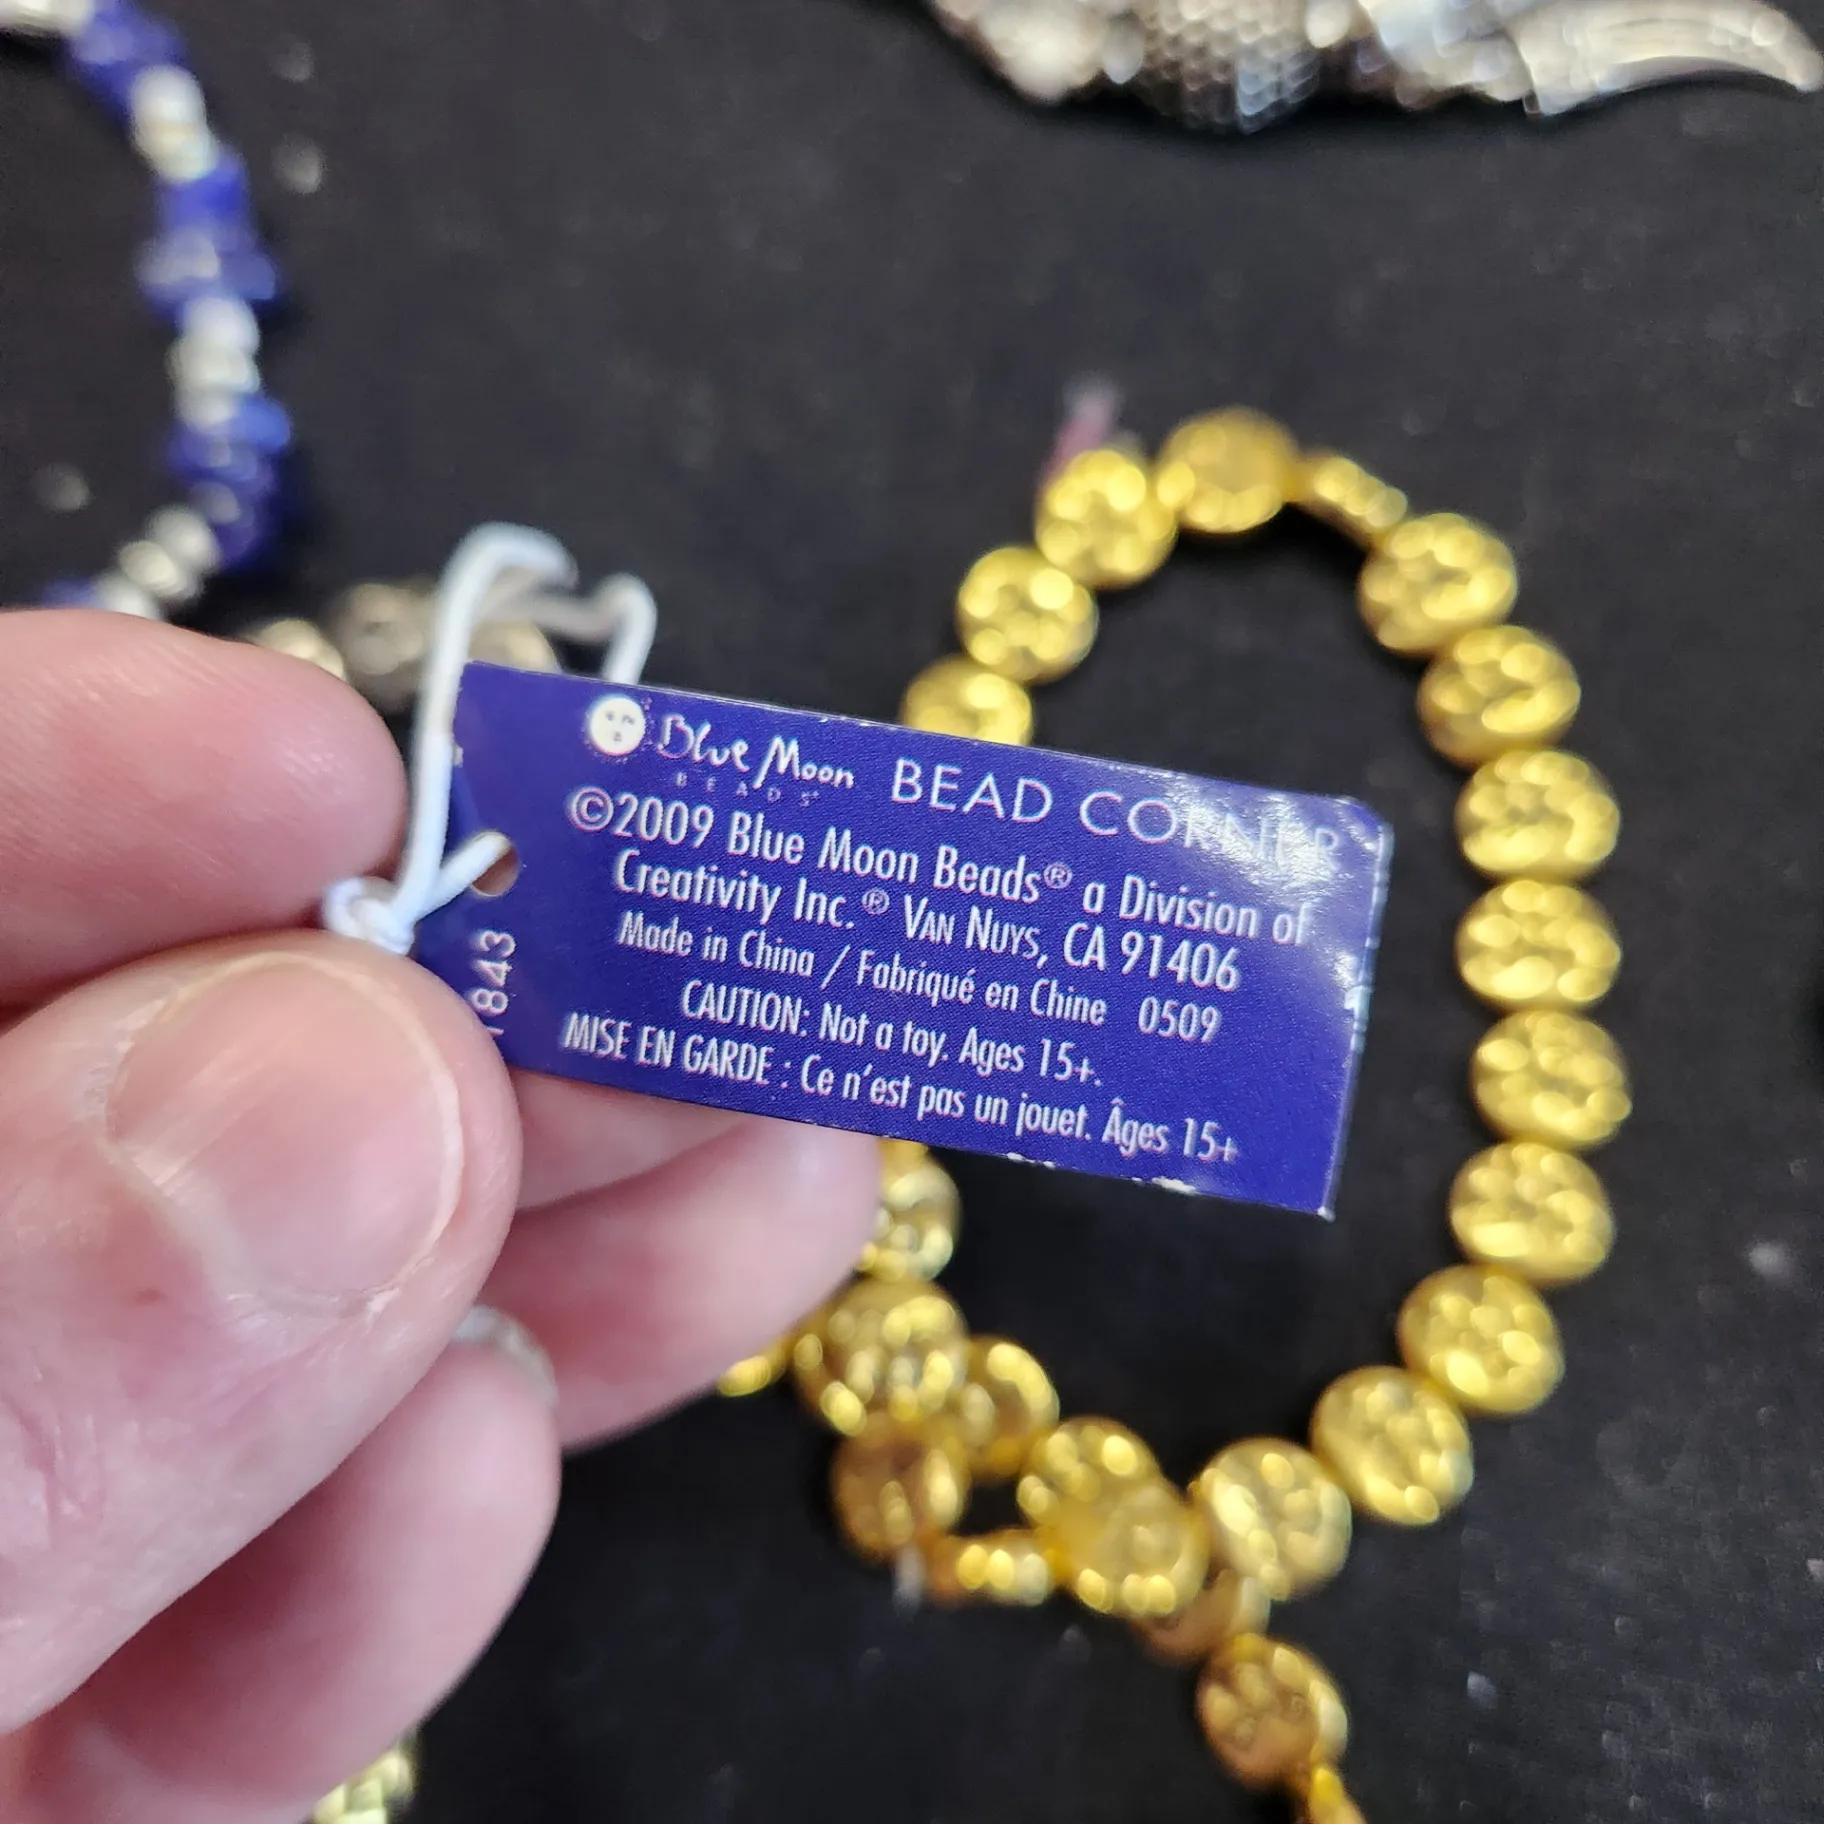 Blue Moon BEAD CORNER
BEADS
©2009 Blue Moon Beads® a Division of
Creativity Inc.® VAN NUYS, CA 91406
Made in China / Fabriqué en Chine 0509
CAUTION: Not a toy. Ages 15+.
MISE EN GARDE : Ce n'est pas un jouet. Âges 15+
1843